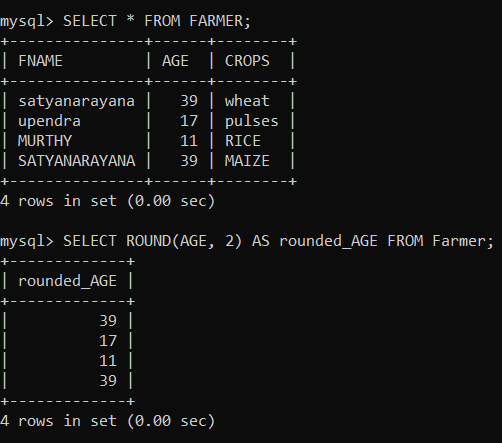 mysql> SELECT * FROM FARMER;
+--------------+------+--------+
| FNAME        | AGE  | CROPS  |
+--------------+------+--------+
| satyanarayana |   39 | wheat  |
| upendra      |   17 | pulses |
| MURTHY       |   11 | RICE   |
| SATYANARAYANA |   39 | MAIZE  |
+--------------+------+--------+
4 rows in set (0.00 sec)

mysql> SELECT ROUND(AGE, 2) AS rounded_AGE FROM Farmer;
+-------------+
| rounded_AGE |
+-------------+
|          39 |
|          17 |
|          11 |
|          39 |
+-------------+
4 rows in set (0.00 sec)